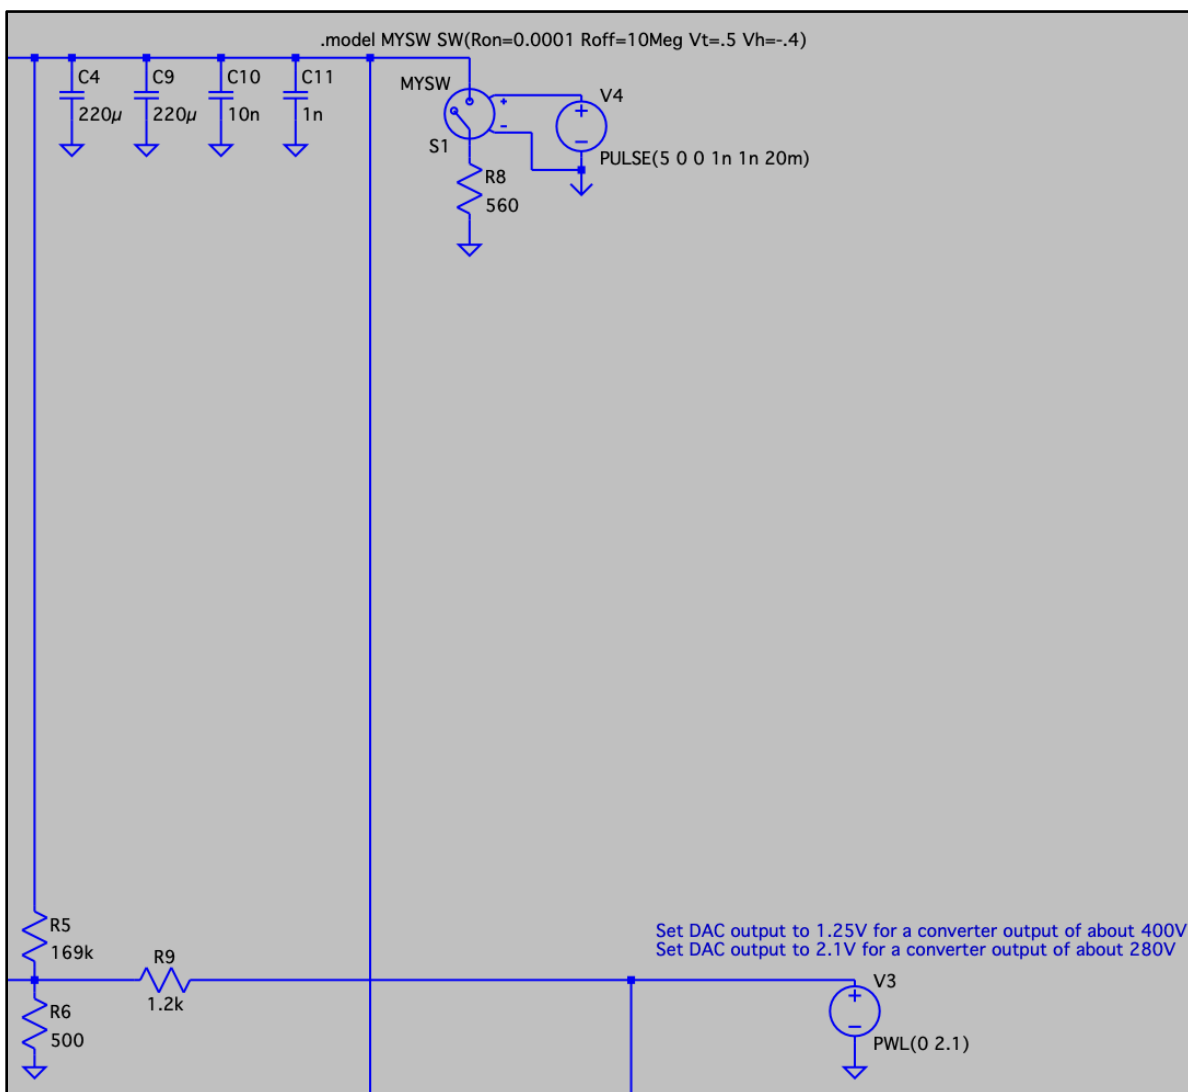 .model MYSW SW(Ron=0.0001 Roff=10Meg Vt=.5 Vh=-.4)
C4
220µ
C9
220µ
C10
10n
C11
1n
MYSW
S1
+
-
V4
PULSE(5 0 0 1n 1n 20m)
R8
560
R5
169k
R9
1.2k
R6
500
Set DAC output to 1.25V for a converter output of about 400V
Set DAC output to 2.1V for a converter output of about 280V
V3
PWL(0 2.1)